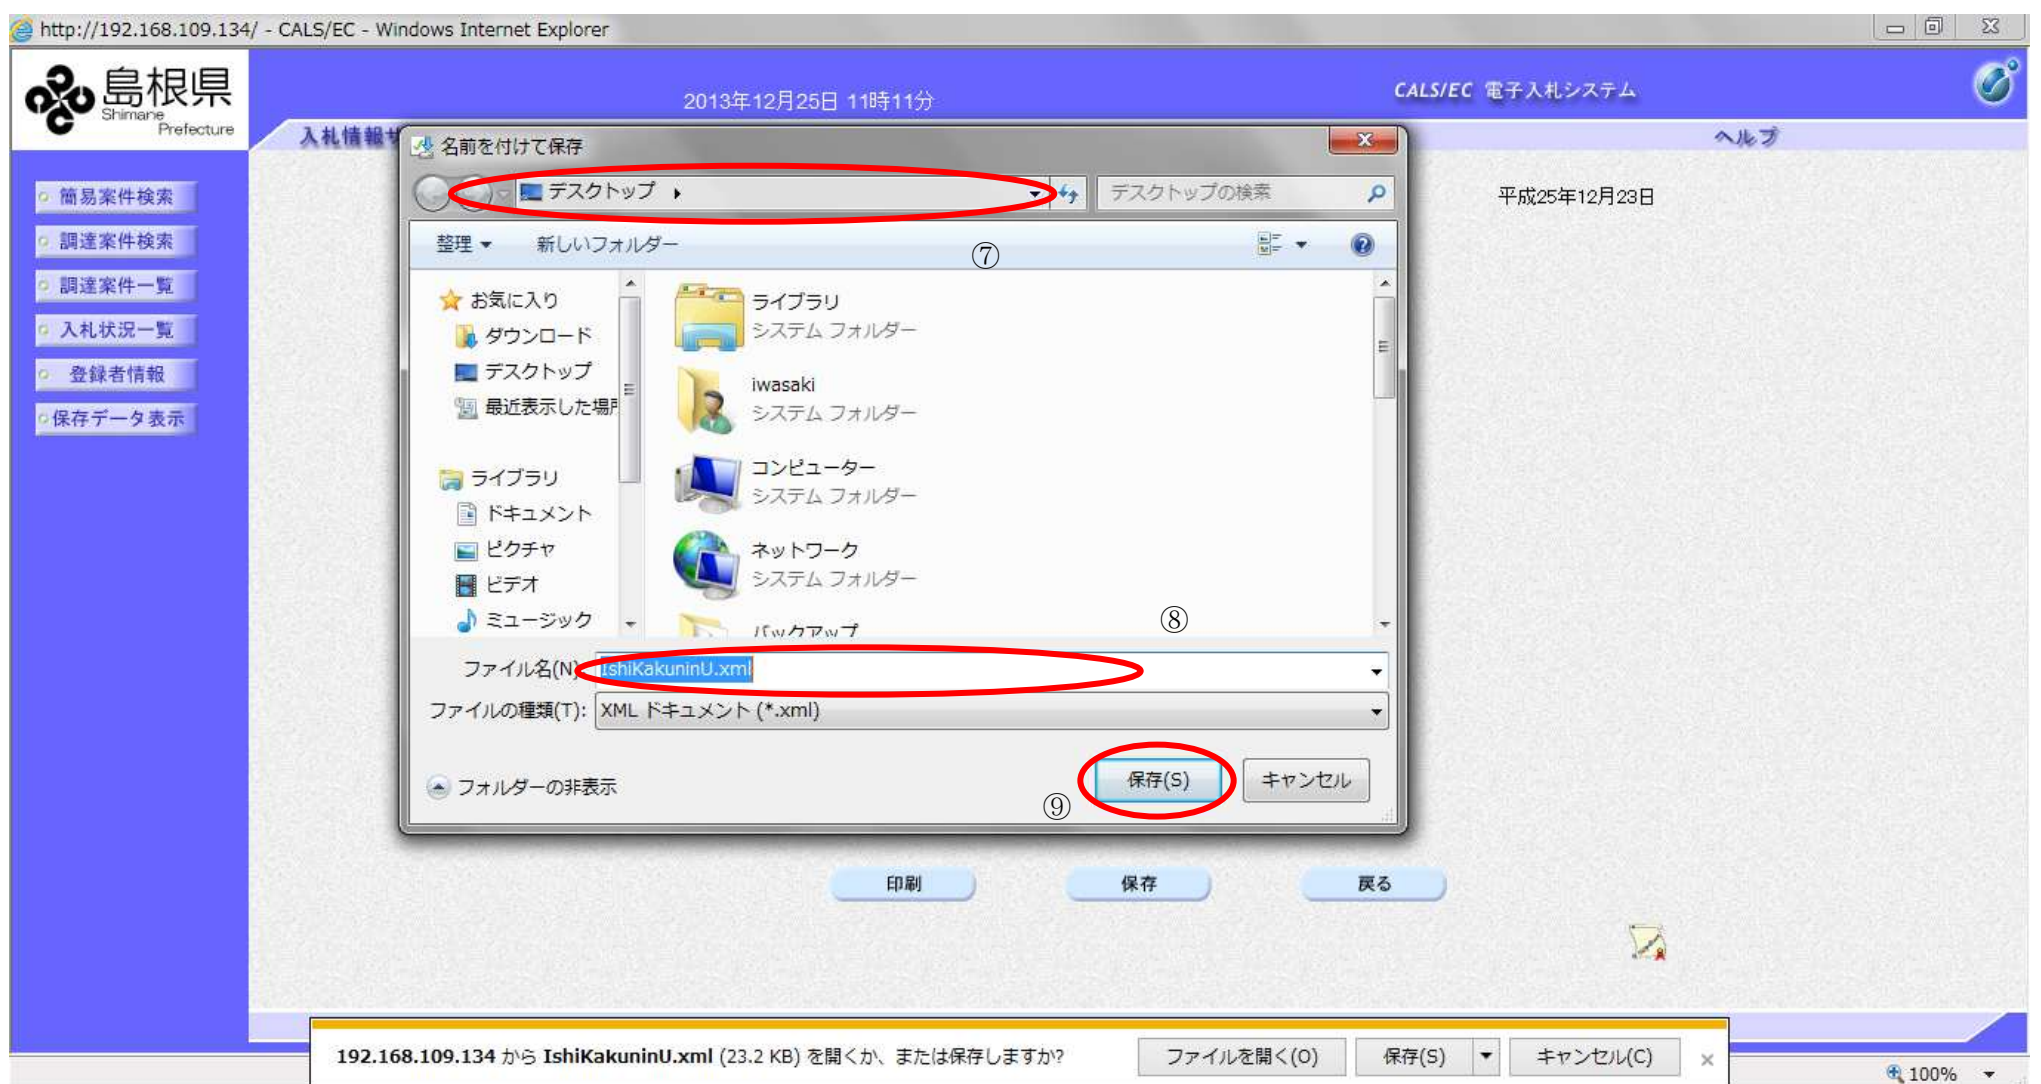 http://192.168.109.134/ - CALS/EC - Windows Internet Explorer
島根県
Shimane
Prefecture
2013年12月25日 11時11分
CALS/EC 電子入札システム
入札情報サ
ヘルプ
簡易案件検索
調達案件検索
調達案件一覧
入札状況一覧
登録者情報
保存データ表示
平成25年12月23日
名前を付けて保存
デスクトップ
デスクトップの検索
整理
新しいフォルダー
⑦
お気に入り
ダウンロード
デスクトップ
最近表示した場所
ライブラリ
ドキュメント
ピクチャ
ビデオ
ミュージック
ライブラリ
システム フォルダー
iwasaki
システム フォルダー
コンピューター
システム フォルダー
ネットワーク
システム フォルダー
バックアップ
⑧
ファイル名(N): IshiKakuninU.xml
ファイルの種類(T): XML ドキュメント (*.xml)
フォルダーの非表示
保存(S)
キャンセル
⑨
印刷
保存
戻る
192.168.109.134 から IshiKakuninU.xml (23.2 KB) を開くか、または保存しますか?
ファイルを開く(O)
保存(S)
キャンセル(C)
×
100%